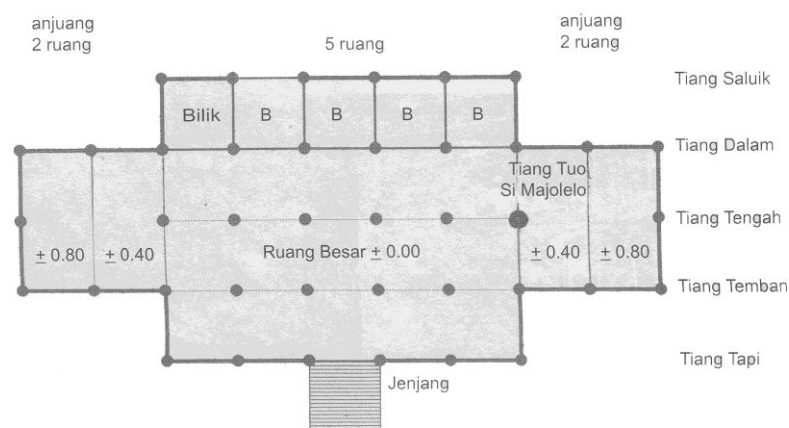 anjuang
2 ruang
5 ruang
anjuang
2 ruang
Tiang Saluik
Bilik B B B B
Tiang Dalam
Tiang Tuo
Si Majolelo
Tiang Tengah
± 0.80 ± 0.40 Ruang Besar ± 0.00 ± 0.40 ± 0.80
Tiang Temban
Tiang Tapi
Jenjang